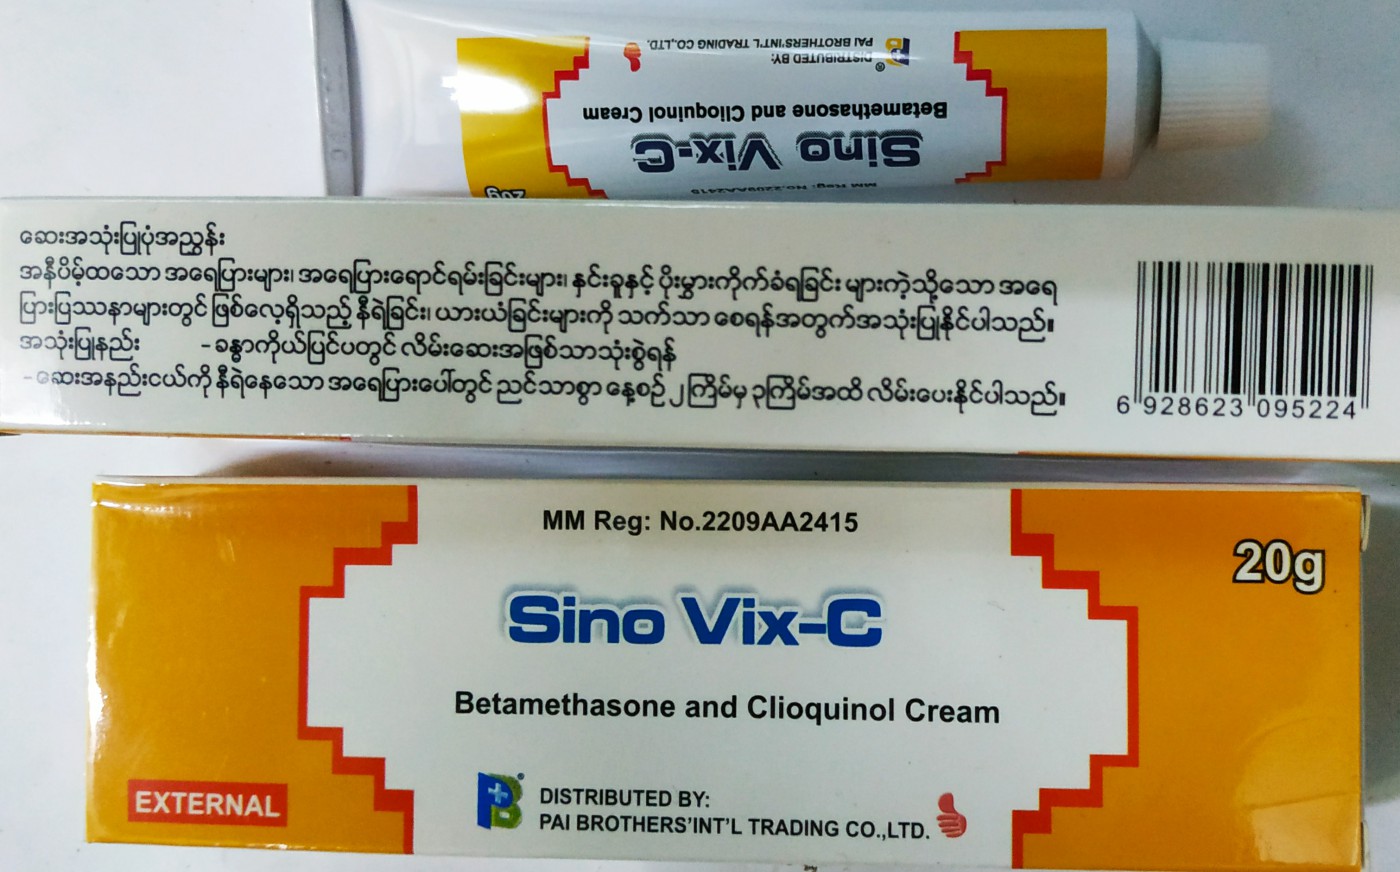 PAI BROTHERS'INT'L TRADING CO.,LTD.
DISTRIBUTED BY:
Betamethasone and Clioquinol Cream
Sino Vix-C
MM Reg: No.2209AA2415
20g
ဆေးအသုံးပြုပုံအညွှန်း
အနီပိမ့်ထသော အရေပြားများ၊ အရေပြားရောင်ရမ်းခြင်းများ၊ နှင်းခူနှင့် ပိုးမွှားကိုက်ခံရခြင်း များကဲ့သို့သော အရေ
ပြားပြဿနာများတွင် ဖြစ်လေ့ရှိသည့် နီရဲခြင်း၊ ယားယံခြင်းများကို သက်သာ စေရန်အတွက်အသုံးပြုနိုင်ပါသည်။
အသုံးပြုနည်း - ခန္ဓာကိုယ်ပြင်ပတွင် လိမ်းဆေးအဖြစ်သာသုံးစွဲရန်
- ဆေးအနည်းငယ်ကို နီရဲနေသော အရေပြားပေါ်တွင် ညင်သာစွာ နေ့စဉ် ၂ကြိမ်မှ ၃ကြိမ်အထိ လိမ်းပေးနိုင်ပါသည်။
6 928623 095224
MM Reg: No.2209AA2415
20g
Sino Vix-C
Betamethasone and Clioquinol Cream
EXTERNAL
DISTRIBUTED BY:
PAI BROTHERS'INT'L TRADING CO.,LTD.